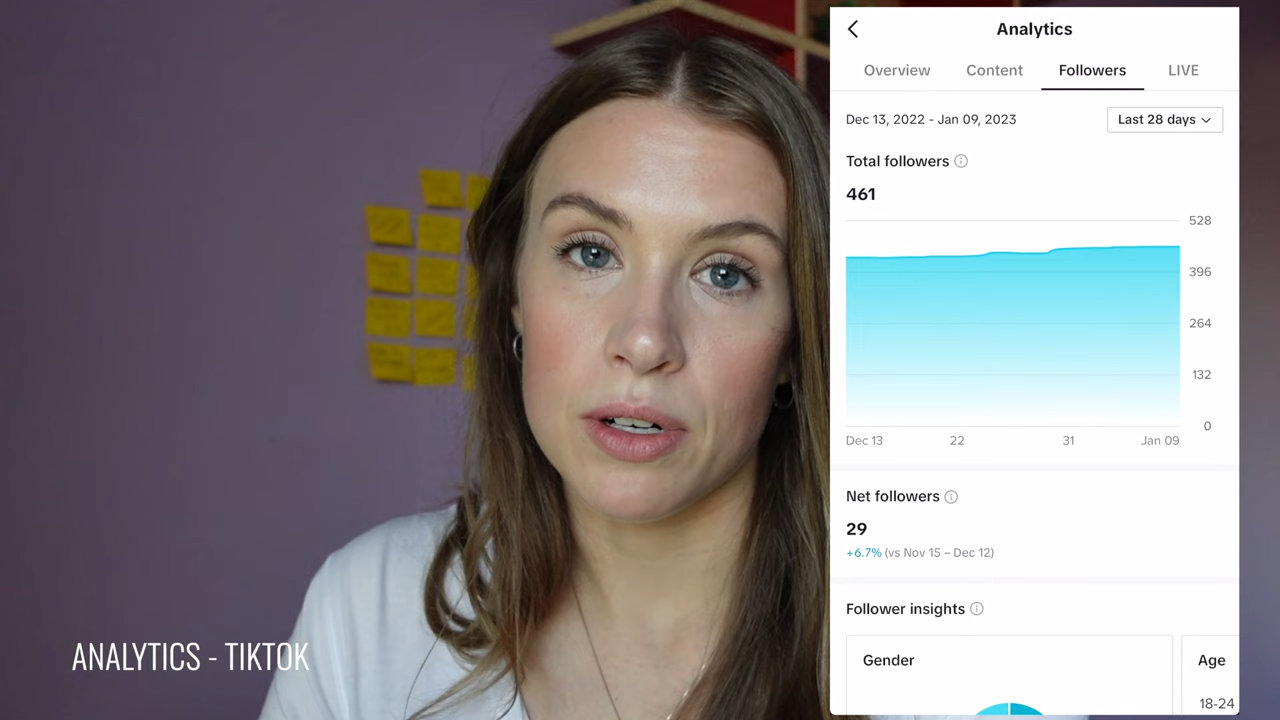 Analytics
Overview Content Followers LIVE
Dec 13, 2022 - Jan 09, 2023 Last 28 days
Total followers
461
528
396
264
132
0
Dec 13 22 31 Jan 09
Net followers
29
+6.7% (vs Nov 15 – Dec 12)
Follower insights
Gender Age
18-24
ANALYTICS - TIKTOK